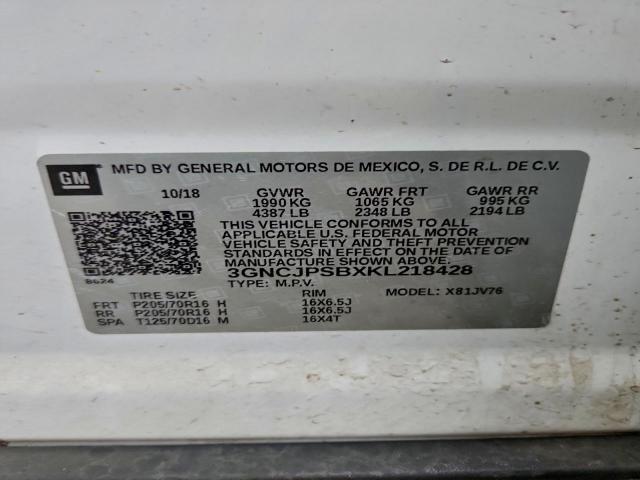 GM MFD BY GENERAL MOTORS DE MEXICO, S. DE R.L. DE C.V.
10/18 GVWR GAWR FRT GAWR RR
1990 KG 1065 KG 995 KG
4387 LB 2348 LB 2194 LB
THIS VEHICLE CONFORMS TO ALL
APPLICABLE U.S. FEDERAL MOTOR
VEHICLE SAFETY AND THEFT PREVENTION
STANDARDS IN EFFECT ON THE DATE OF
MANUFACTURE SHOWN ABOVE.
3GNCJPSBXKL218428
8624 TYPE: M.P.V.
TIRE SIZE RIM MODEL: X81JV76
FRT P205/70R16 H 16X6.5J
RR P205/70R16 H 16X6.5J
SPA T125/70D16 M 16X4T